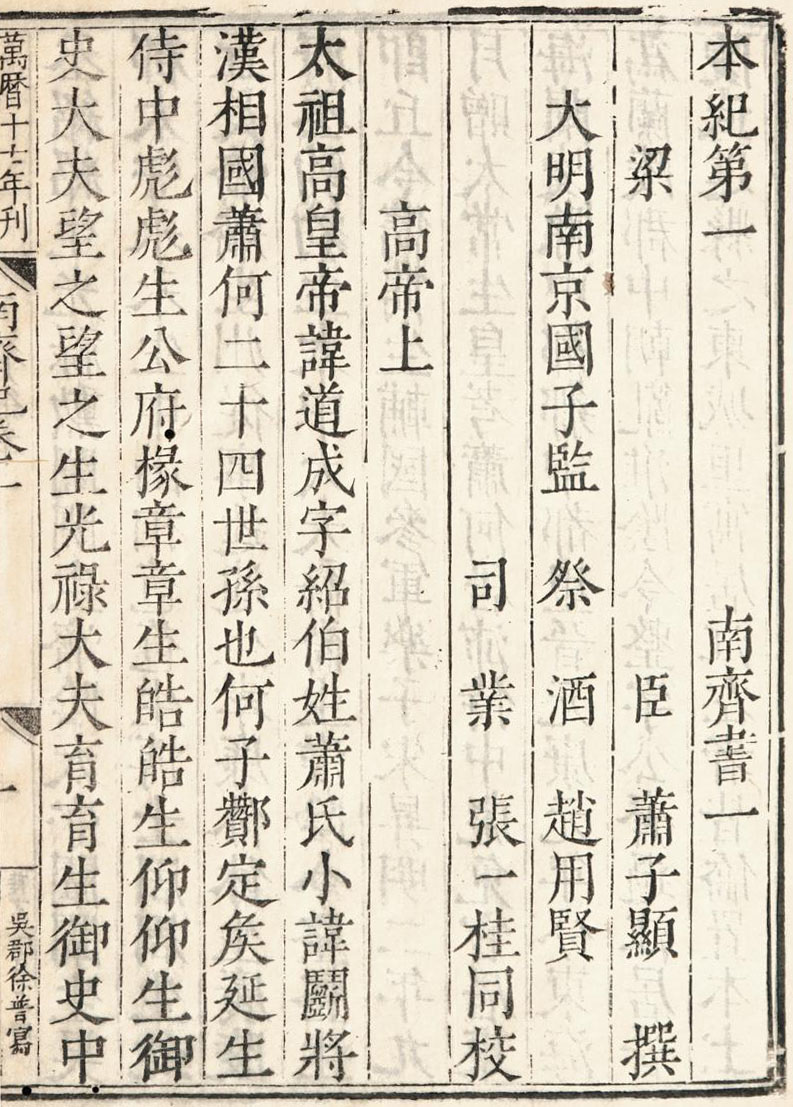 本紀第一 南齊書一
梁 臣 蕭子顯 撰
大明南京國子監 祭 酒 趙用賢
司 業 張一桂同校
高帝上
太祖高皇帝諱道成字紹伯姓蕭氏小諱鬭將
漢相國蕭何二十四世孫也何子酇定矦延生
侍中彪彪生公府掾章章生皓皓生仰仰生御
史大夫望之望之生光祿大夫育育生御史中
萬曆十七年刊
南齊紀卷一
一
吳郡徐普寫